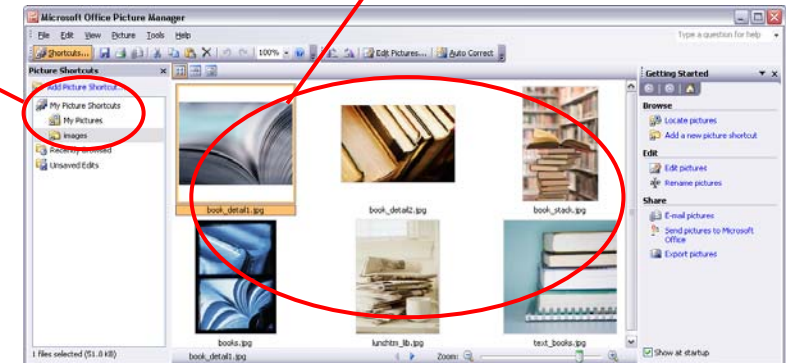 Microsoft Office Picture Manager
File Edit View Picture Tools Help
Type a question for help
Shortcuts... 100% Edit Pictures... Auto Correct
Picture Shortcuts
Add Picture Shortcut...
My Picture Shortcuts
My Pictures
images
Recently Browsed
Unsaved Edits
1 files selected (51.0 KB)
book_detail1.jpg
book_detail2.jpg
book_stack.jpg
books.jpg
lunchtm_lib.jpg
text_books.jpg
book_detail1.jpg
Zoom:
Getting Started
Browse
Locate pictures
Add a new picture shortcut
Edit
Edit pictures
Rename pictures
Share
E-mail pictures
Send pictures to Microsoft
Office
Export pictures
Show at startup